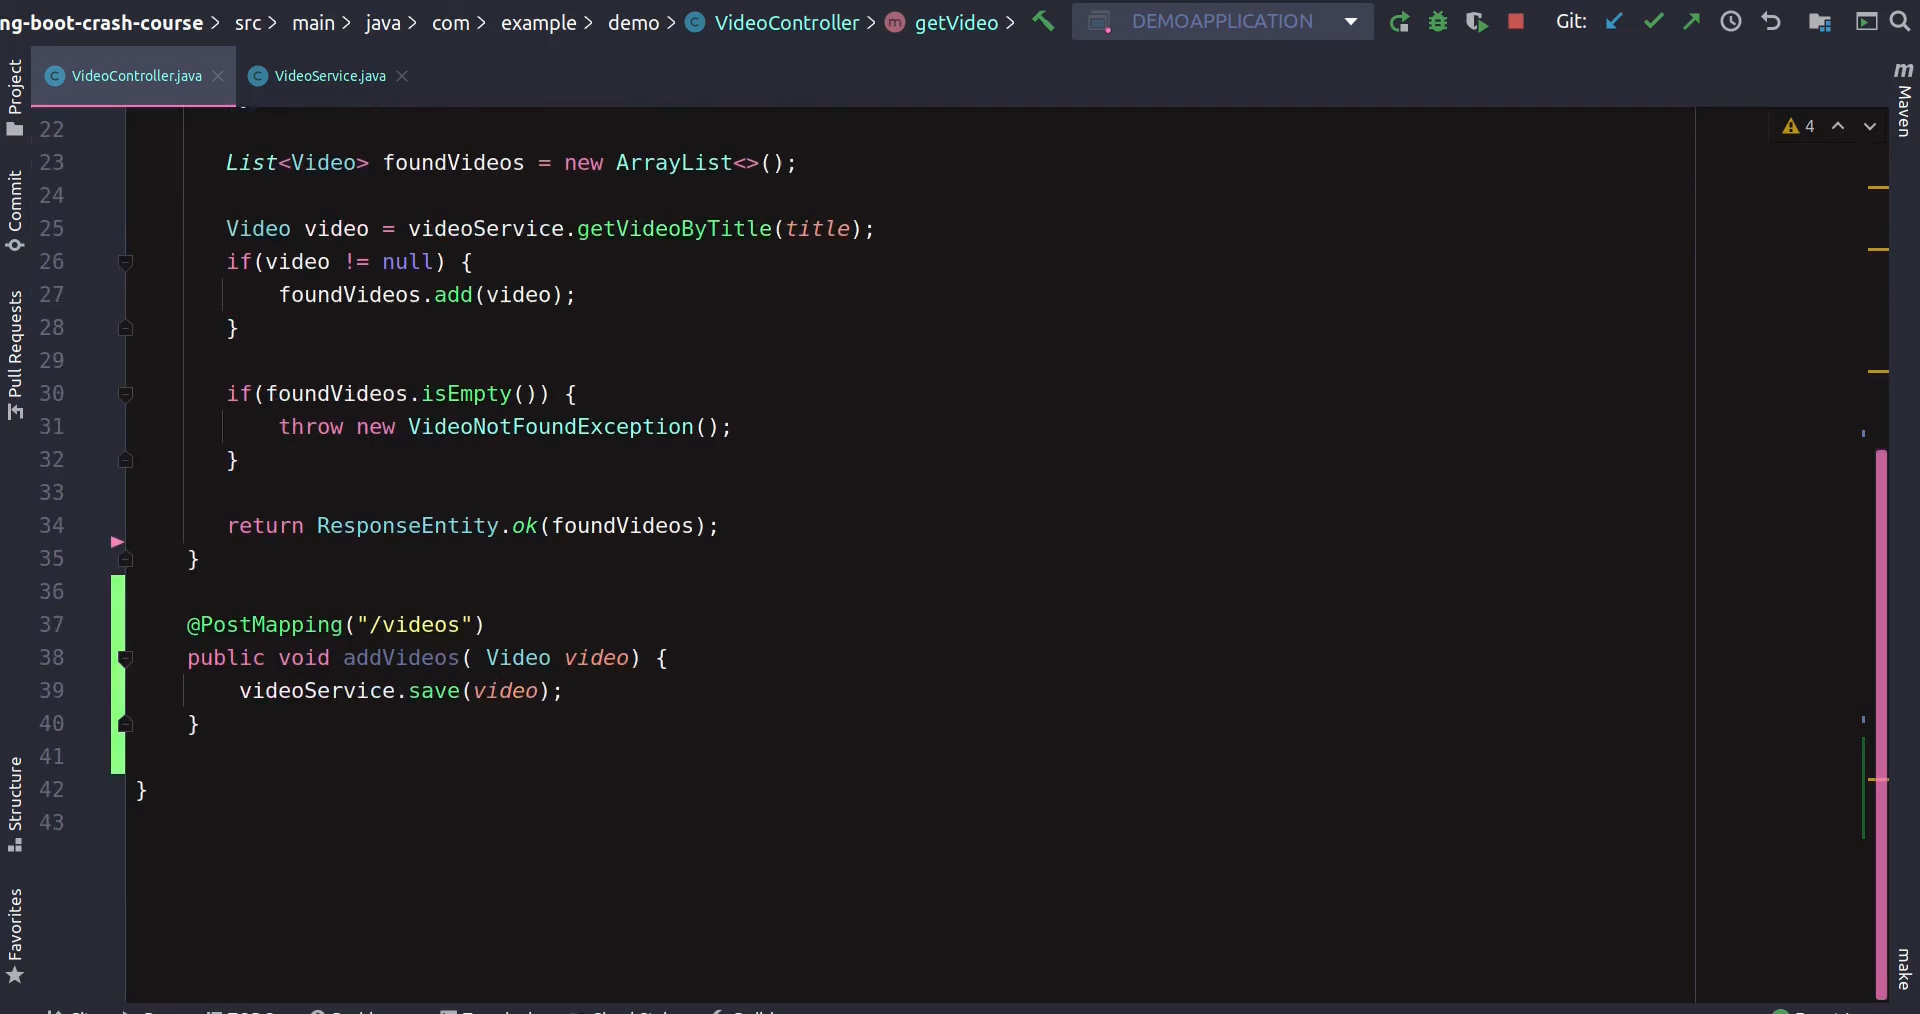 ng-boot-crash-course > src > main > java > com > example > demo > VideoController > getVideo > DEMOAPPLICATION Git:
VideoController.java VideoService.java
Project
Commit
Pull Requests
Structure
Favorites
m Maven
make
4
22
23 List<Video> foundVideos = new ArrayList<>();
24
25 Video video = videoService.getVideoByTitle(title);
26 if(video != null) {
27 foundVideos.add(video);
28 }
29
30 if(foundVideos.isEmpty()) {
31 throw new VideoNotFoundException();
32 }
33
34 return ResponseEntity.ok(foundVideos);
35 }
36
37 @PostMapping("/videos")
38 public void addVideos( Video video) {
39 videoService.save(video);
40 }
41
42 }
43